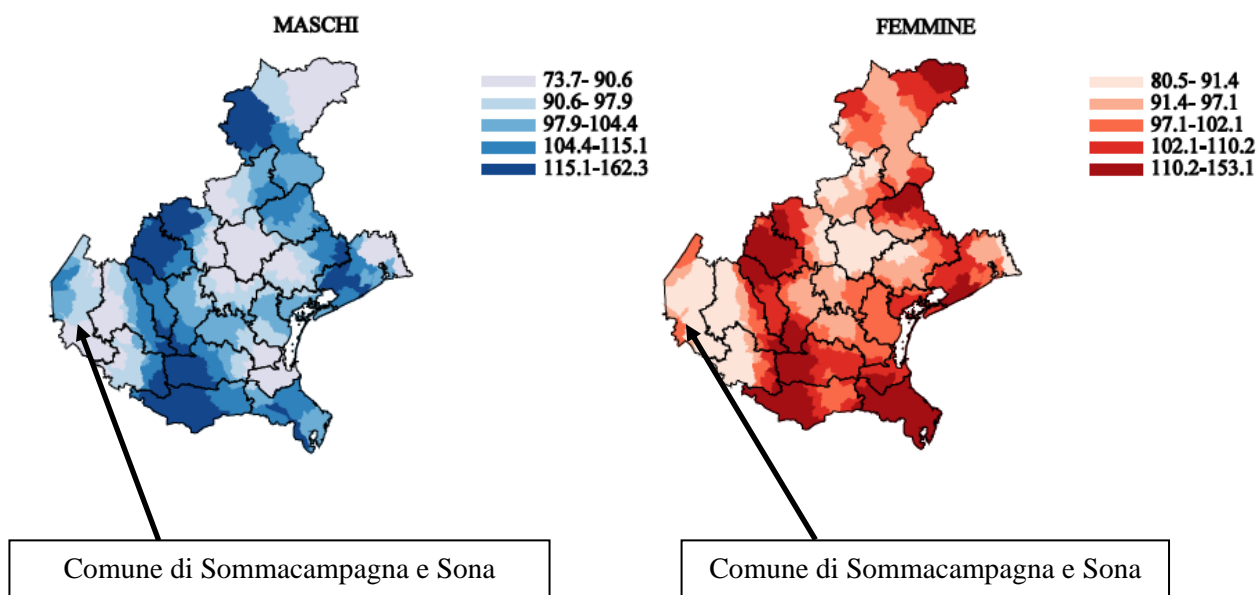 MASCHI
73.7- 90.6
90.6- 97.9
97.9-104.4
104.4-115.1
115.1-162.3
Comune di Sommacampagna e Sona
FEMMINE
80.5- 91.4
91.4- 97.1
97.1-102.1
102.1-110.2
110.2-153.1
Comune di Sommacampagna e Sona